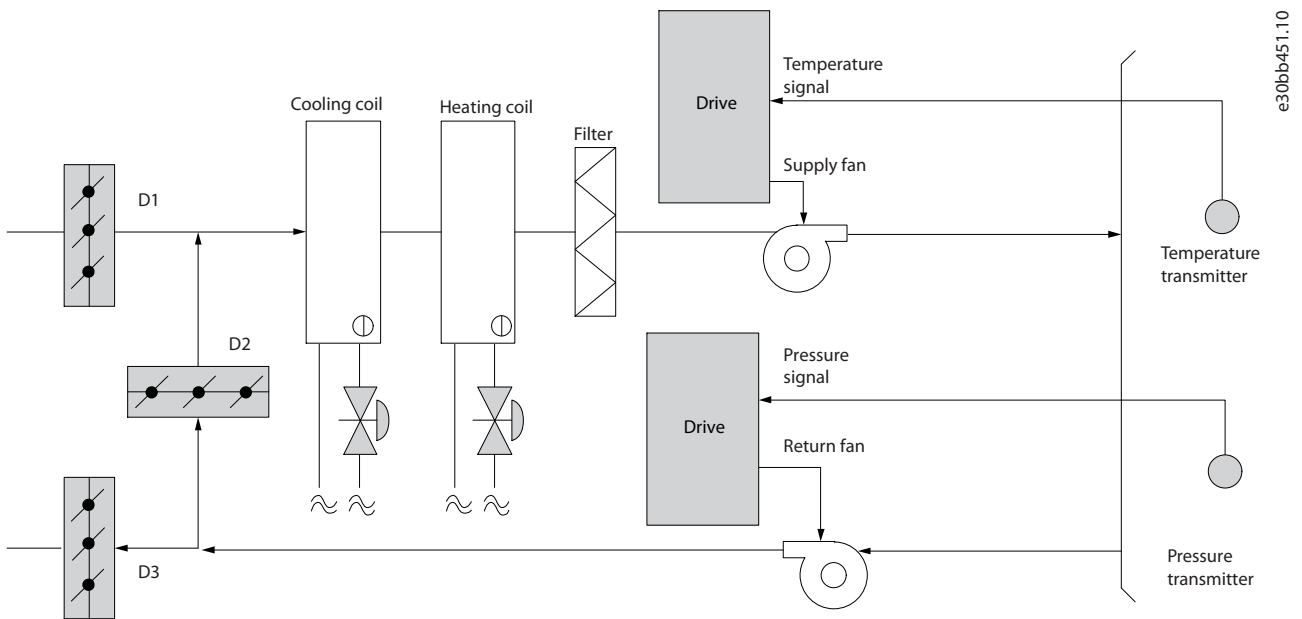 e30bb451.10
Drive
Temperature
signal
Cooling coil
Heating coil
Filter
Supply fan
D1
Temperature
transmitter
D2
Pressure
signal
Drive
Return fan
D3
Pressure
transmitter